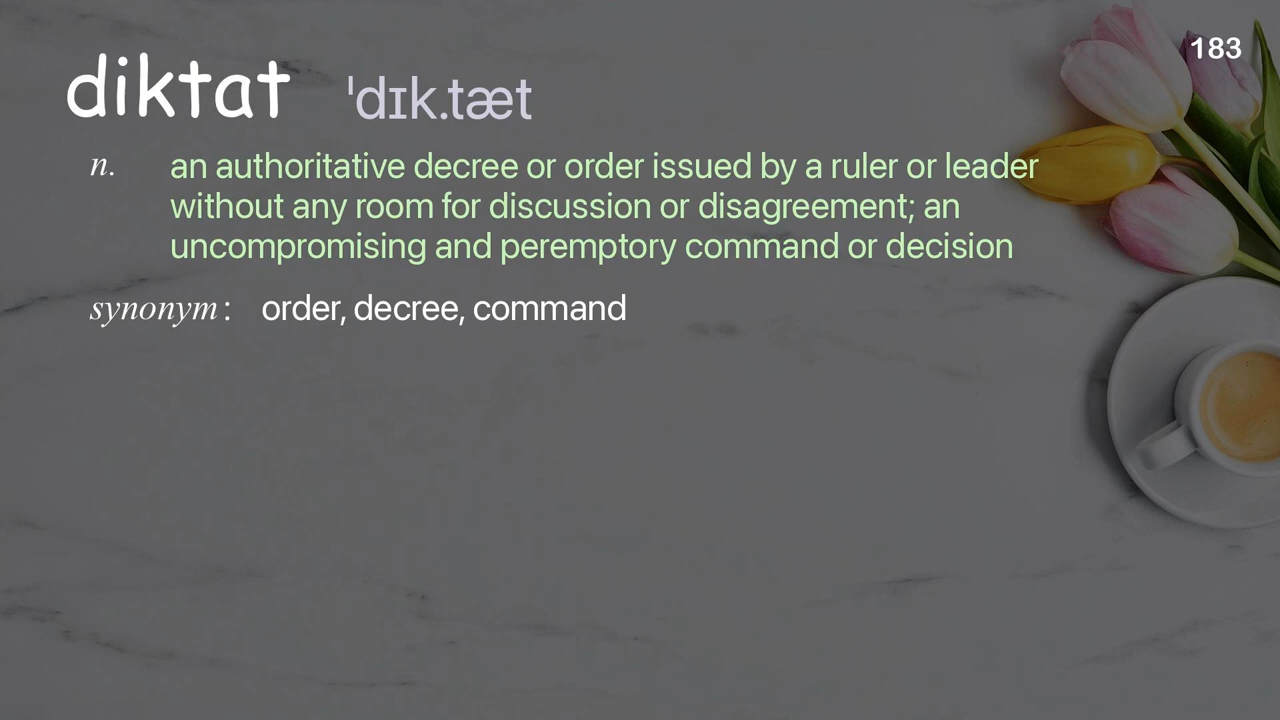 183
diktat ˈdɪk.tæt
n. an authoritative decree or order issued by a ruler or leader
without any room for discussion or disagreement; an
uncompromising and peremptory command or decision
synonym: order, decree, command